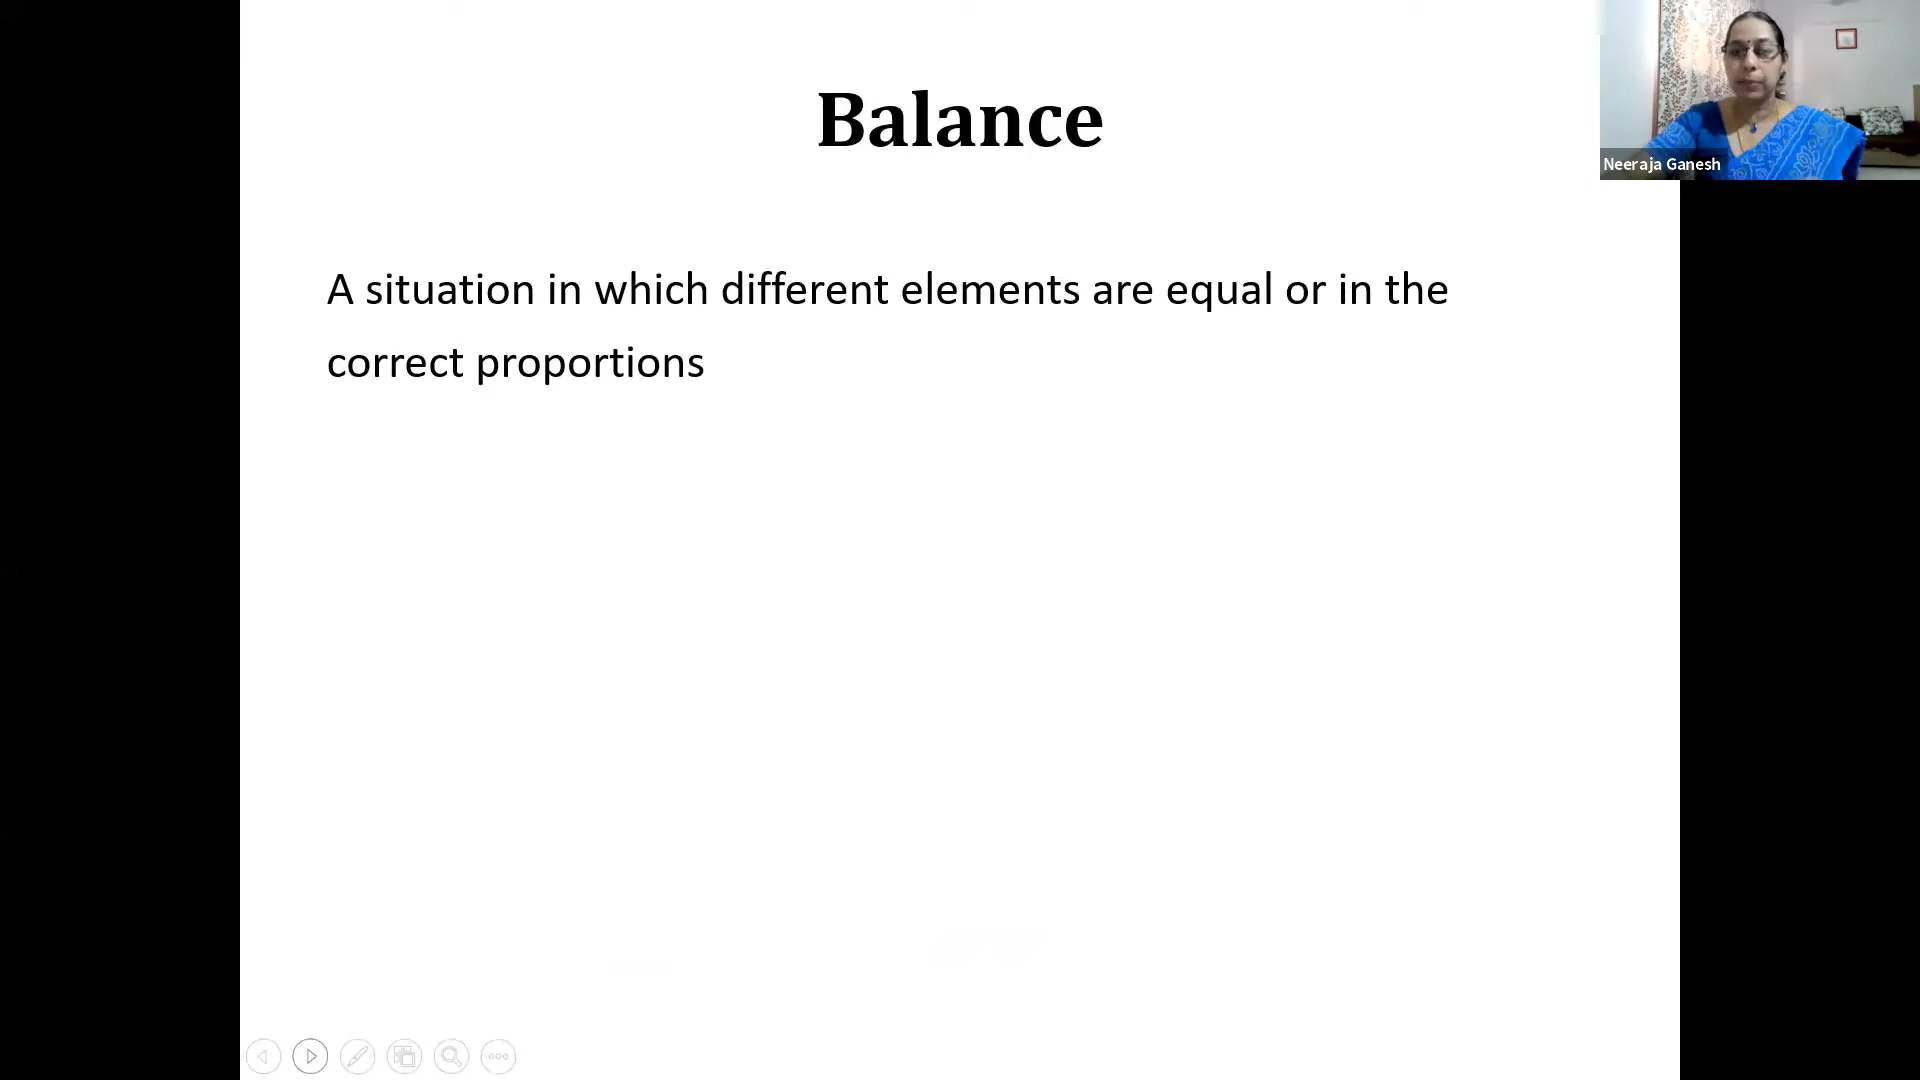 Balance
Neeraja Ganesh
A situation in which different elements are equal or in the
correct proportions